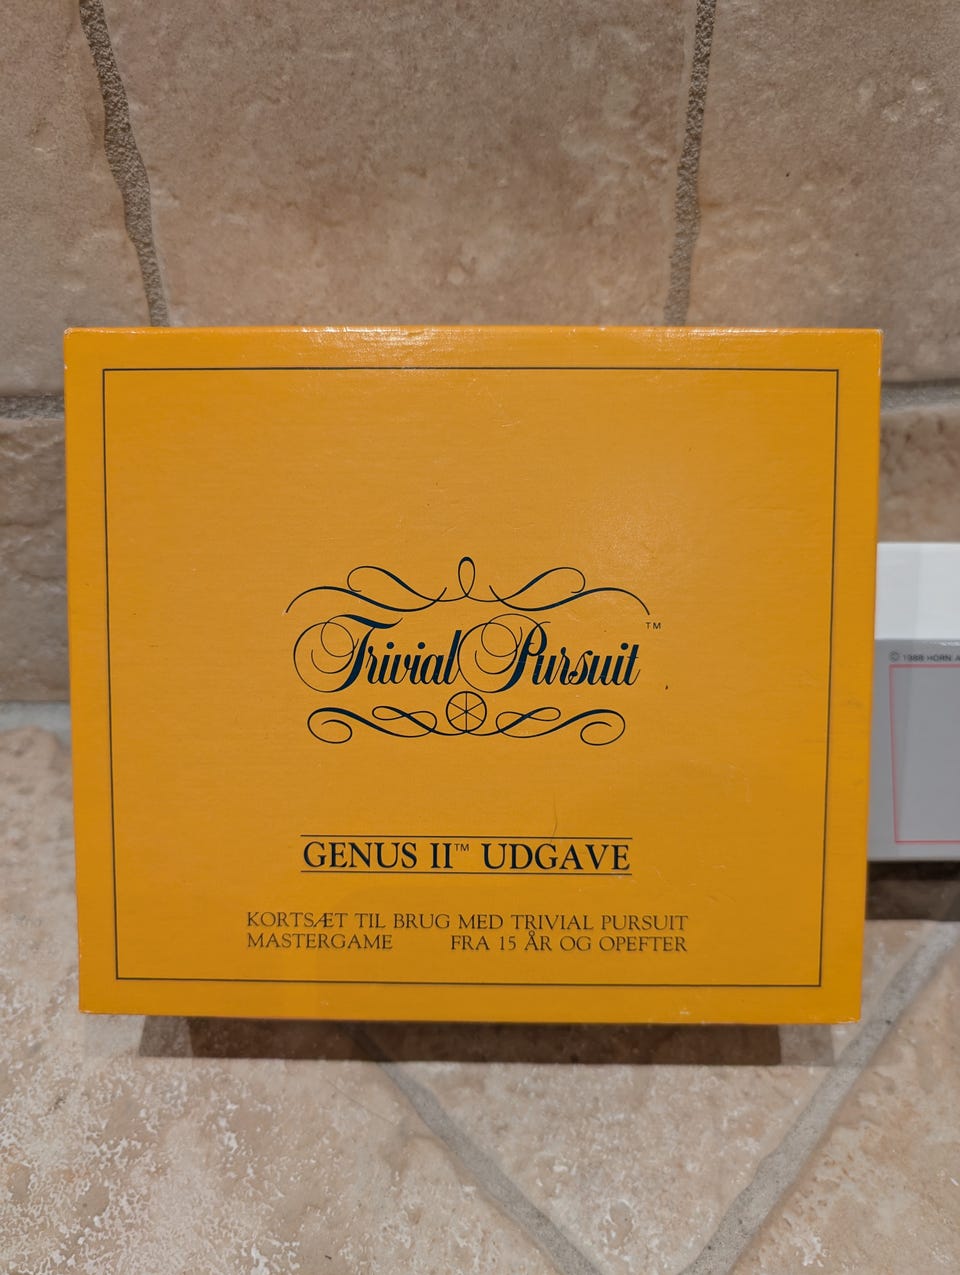 Trivial Pursuit™
GENUS II™ UDGAVE
KORTSÆT TIL BRUG MED TRIVIAL PURSUIT
MASTERGAME FRA 15 ÅR OG OPEFTER
© 1988 HORN A